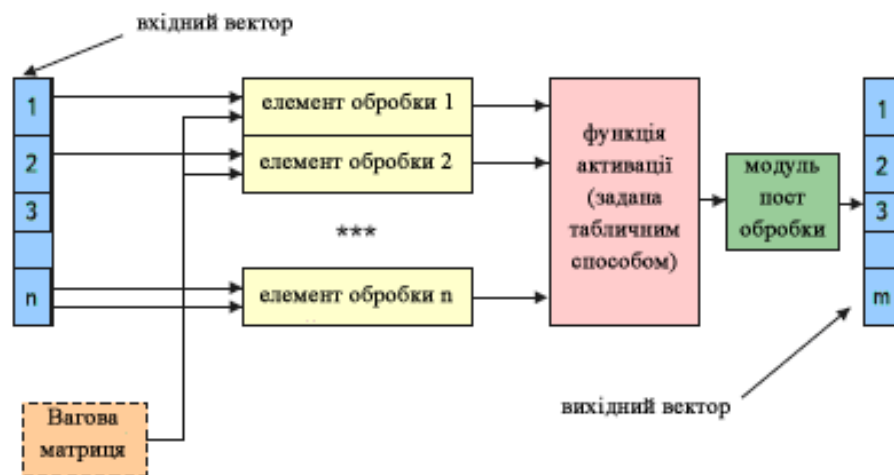 вхідний вектор
1
2
3
n
елемент обробки 1
елемент обробки 2
***
елемент обробки n
функція
активації
(задана
табличним
способом)
модуль
пост
обробки
1
2
3
m
вихідний вектор
Вагова
матриця